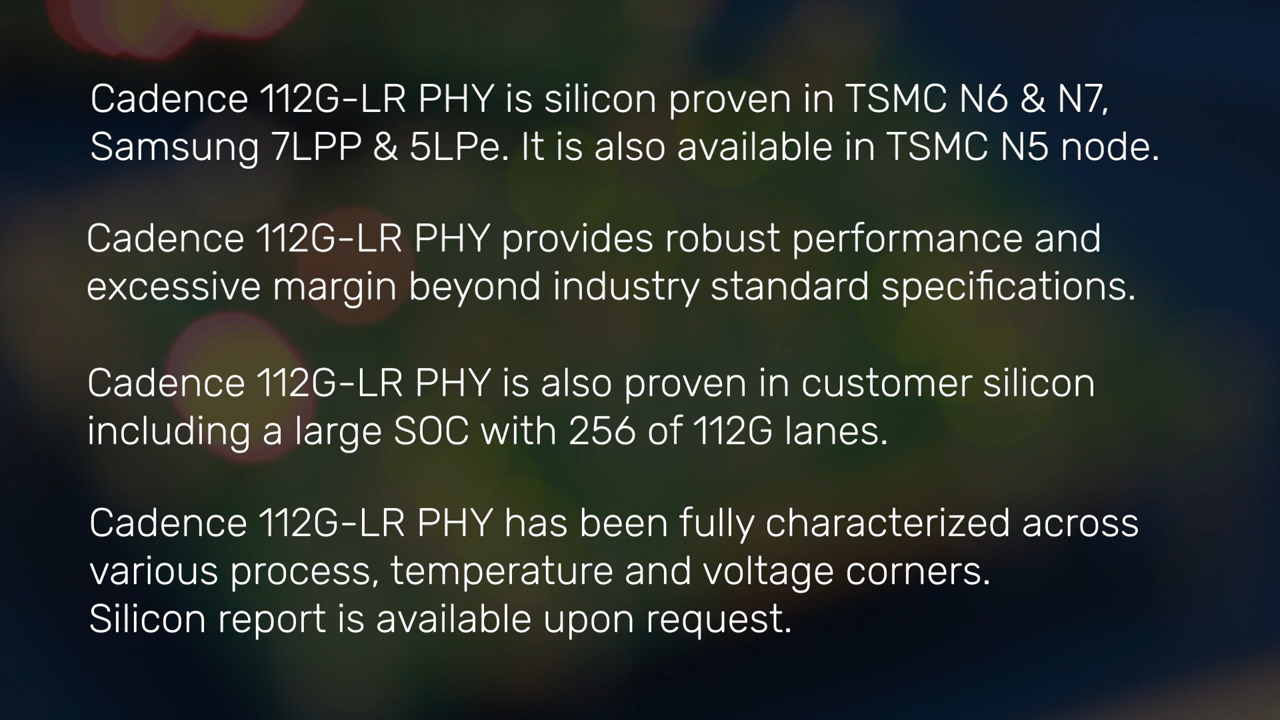 Cadence 112G-LR PHY is silicon proven in TSMC N6 & N7,
Samsung 7LPP & 5LPe. It is also available in TSMC N5 node.
Cadence 112G-LR PHY provides robust performance and
excessive margin beyond industry standard specifications.
Cadence 112G-LR PHY is also proven in customer silicon
including a large SOC with 256 of 112G lanes.
Cadence 112G-LR PHY has been fully characterized across
various process, temperature and voltage corners.
Silicon report is available upon request.